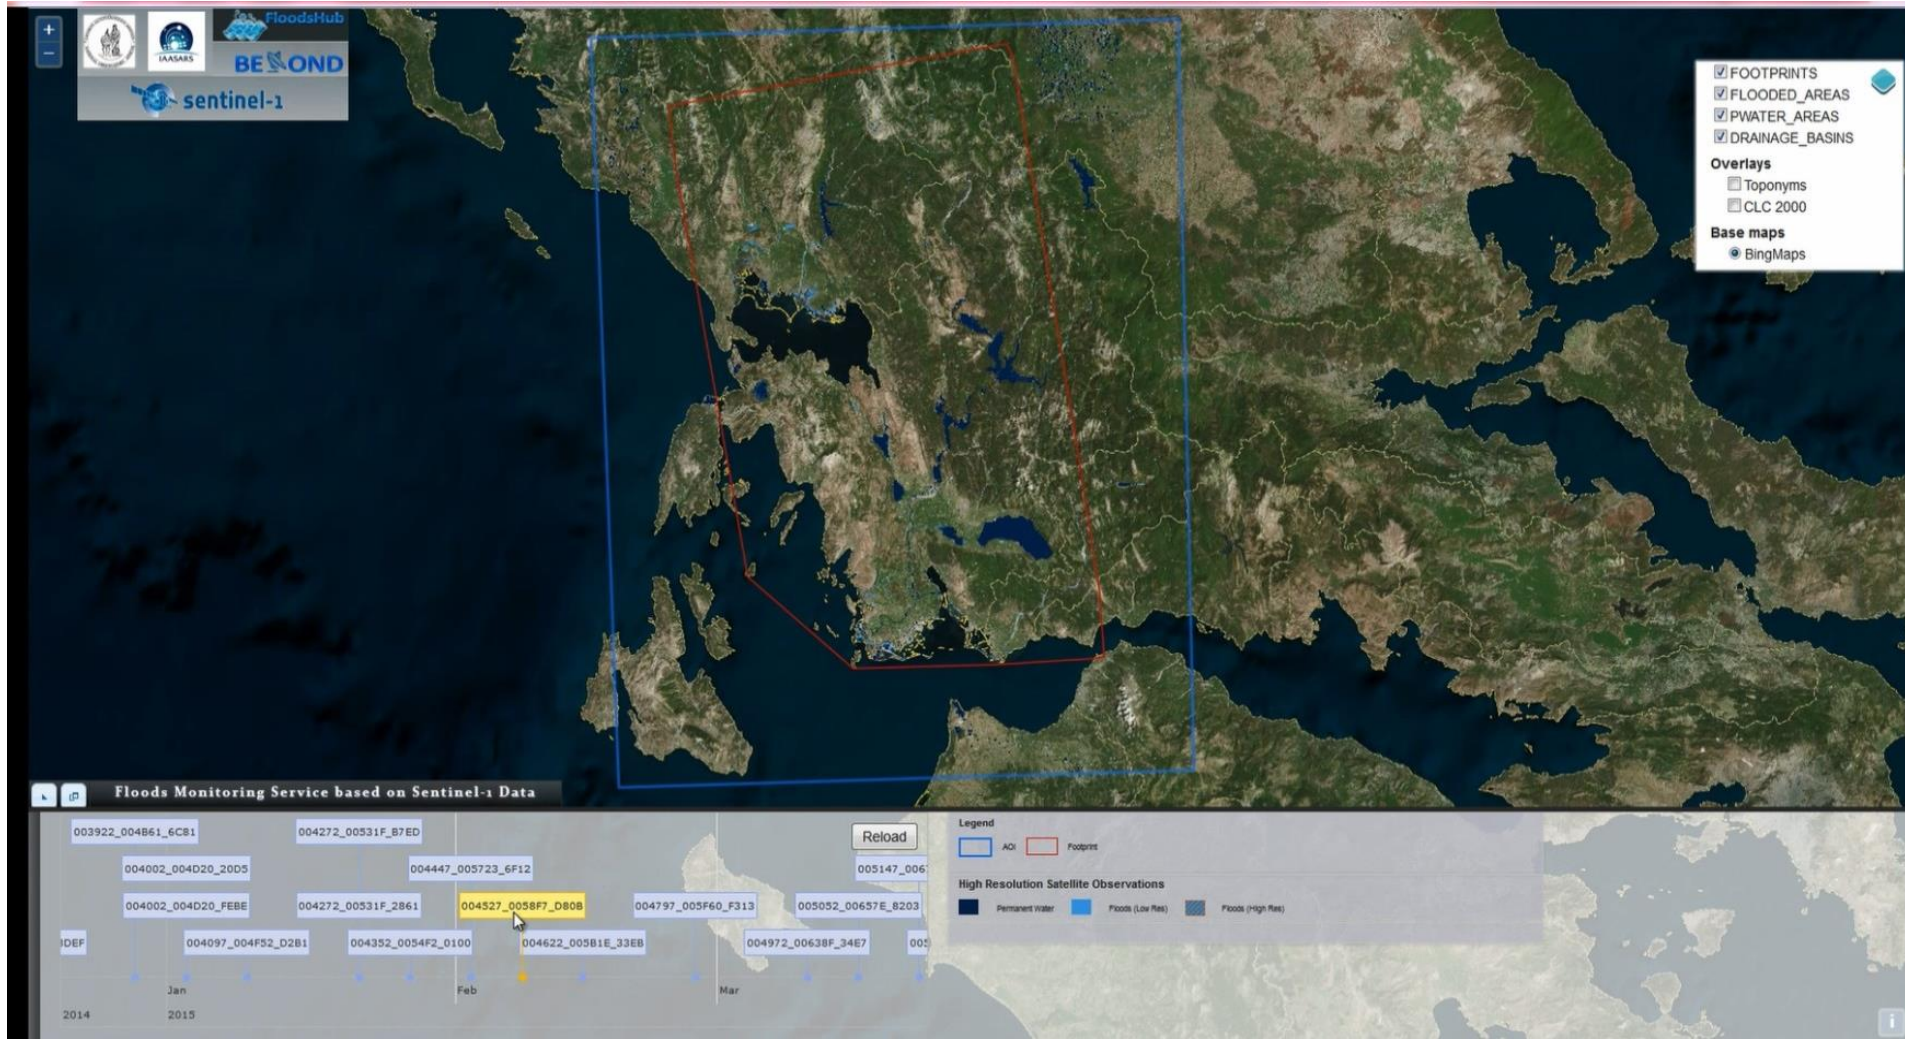 +
−
FloodsHub
IAASARS
BEYOND
sentinel-1
FOOTPRINTS
FLOODED_AREAS
PWATER_AREAS
DRAINAGE_BASINS
Overlays
Toponyms
CLC 2000
Base maps
BingMaps
Floods Monitoring Service based on Sentinel-1 Data
003922_004B61_6C81
004272_00531F_B7ED
Reload
004002_004D20_20D5
004447_005723_6F12
005147_006
004002_004D20_FEBE
004272_00531F_2861
004527_0058F7_D80B
004797_005F60_F313
005052_00657E_8203
IDEF
004097_004F52_D2B1
004352_0054F2_0100
004622_005B1E_33EB
004972_00638F_34E7
005
Jan
Feb
Mar
2014
2015
Legend
AOI
Footprint
High Resolution Satellite Observations
Permanent Water
Floods (Low Res)
Floods (High Res)
i